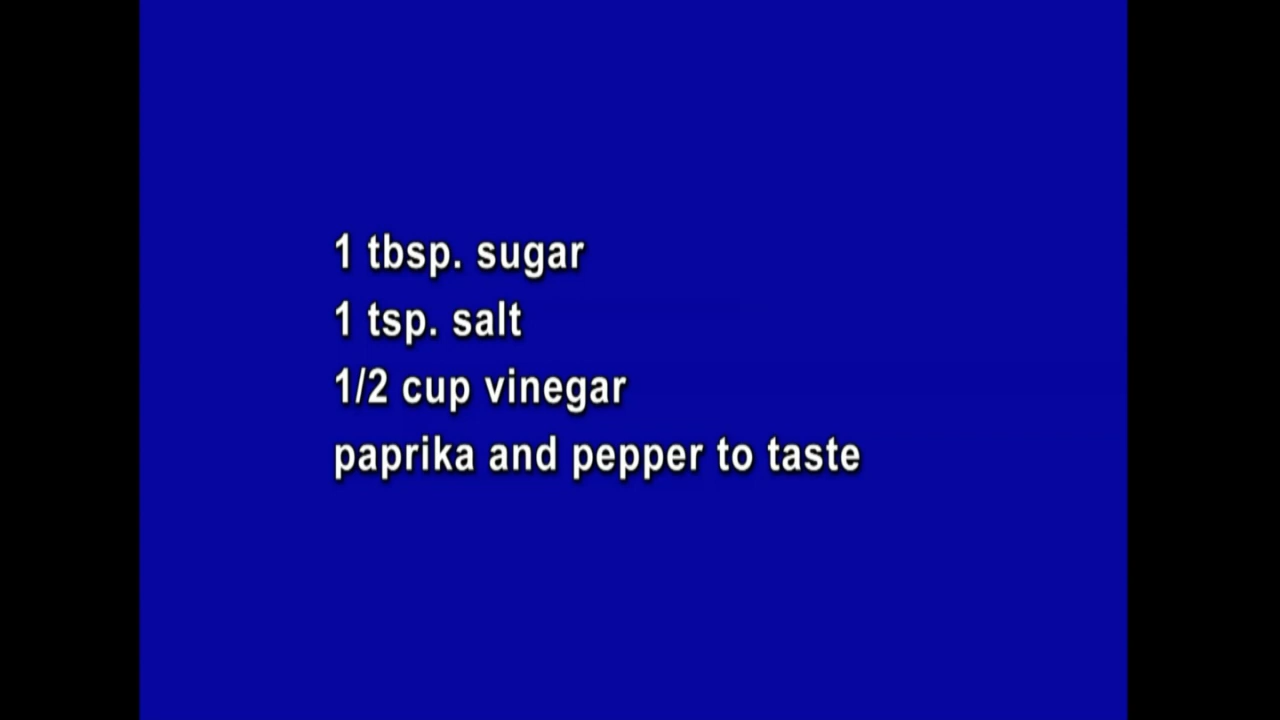 1 tbsp. sugar
1 tsp. salt
1/2 cup vinegar
paprika and pepper to taste